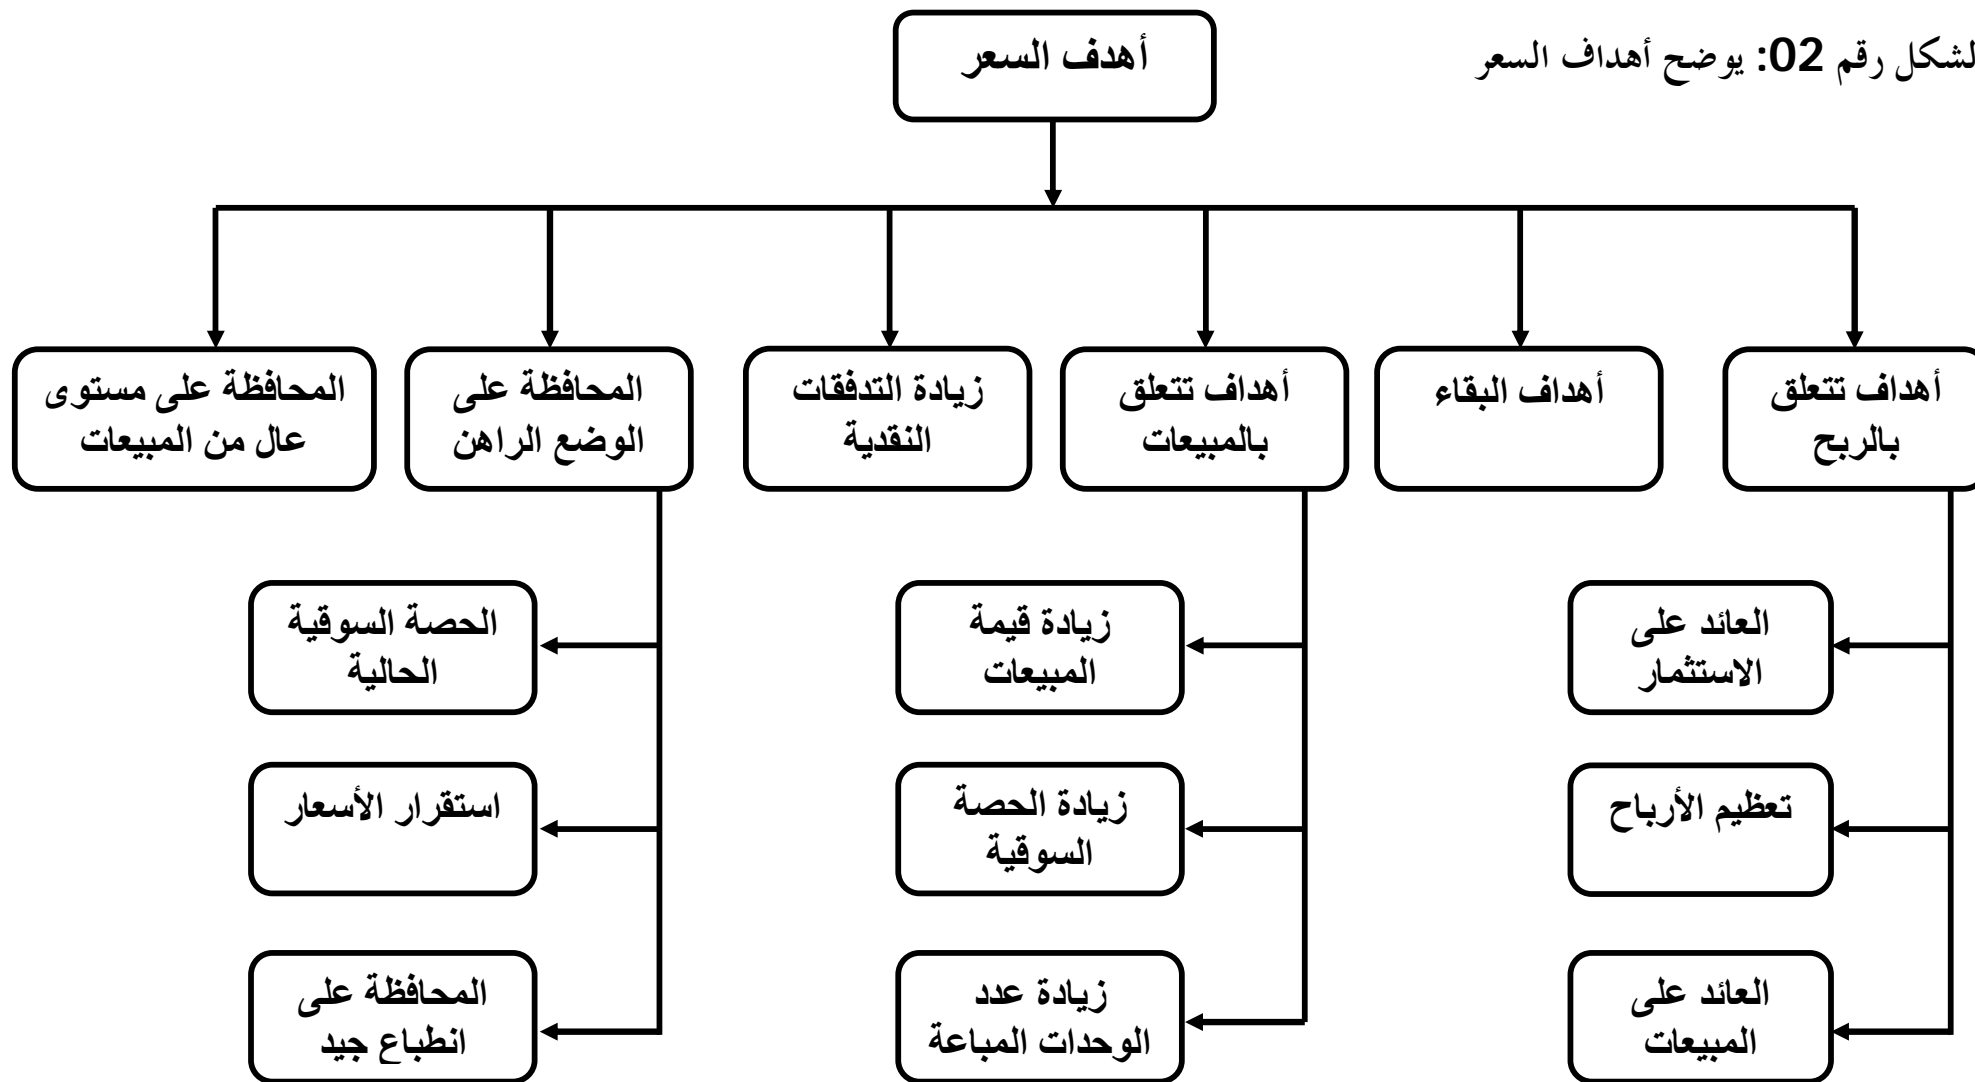 لشكل رقم 02: يوضح أهداف السعر
أهدف السعر
أهداف تتعلق
بالربح
أهداف البقاء
أهداف تتعلق
بالمبيعات
زيادة التدفقات
النقدية
المحافظة على
الوضع الراهن
المحافظة على مستوى
عال من المبيعات
العائد على
الاستثمار
زيادة قيمة
المبيعات
الحصة السوقية
الحالية
تعظيم الأرباح
زيادة الحصة
السوقية
استقرار الأسعار
العائد على
المبيعات
زيادة عدد
الوحدات المباعة
المحافظة على
انطباع جيد